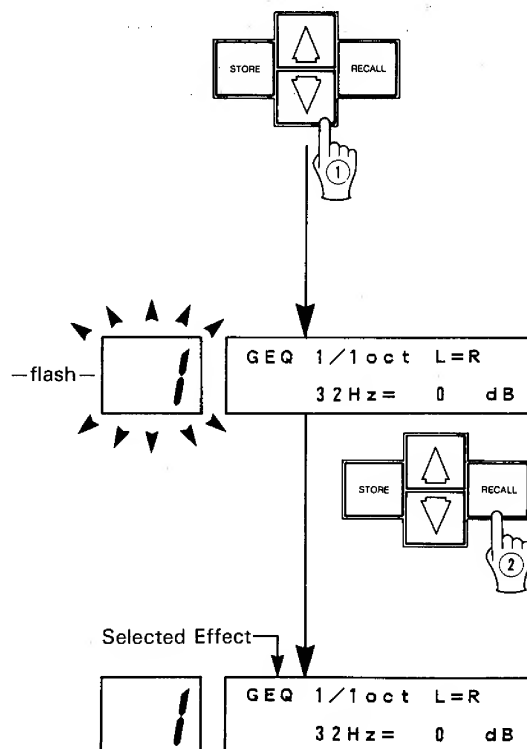 STORE RECALL
①
—flash— 1 GEQ 1/1oct L=R
32Hz= 0 dB
STORE RECALL
②
Selected Effect
1 GEQ 1/1oct L=R
32Hz= 0 dB